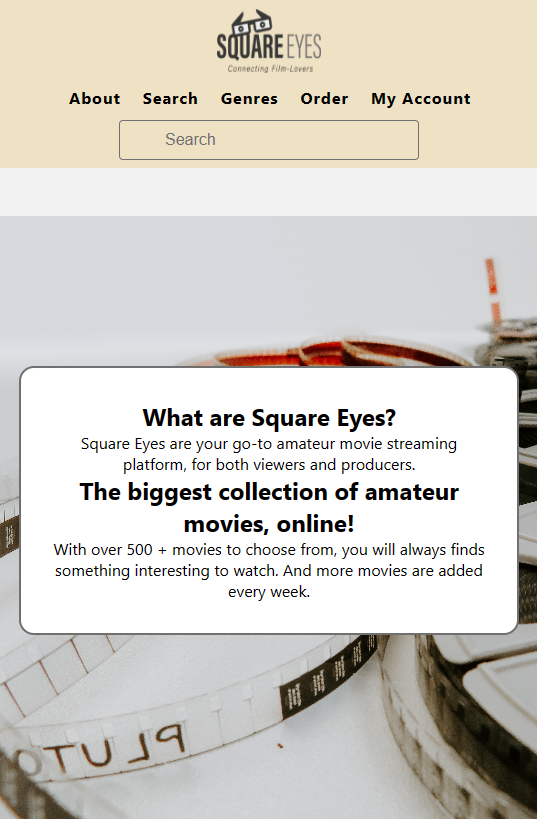 SQUARE EYES
Connecting Film-Lovers
About Search Genres Order My Account
Search
What are Square Eyes?
Square Eyes are your go-to amateur movie streaming
platform, for both viewers and producers.
The biggest collection of amateur
movies, online!
With over 500 + movies to choose from, you will always finds
something interesting to watch. And more movies are added
every week.
PLUTO